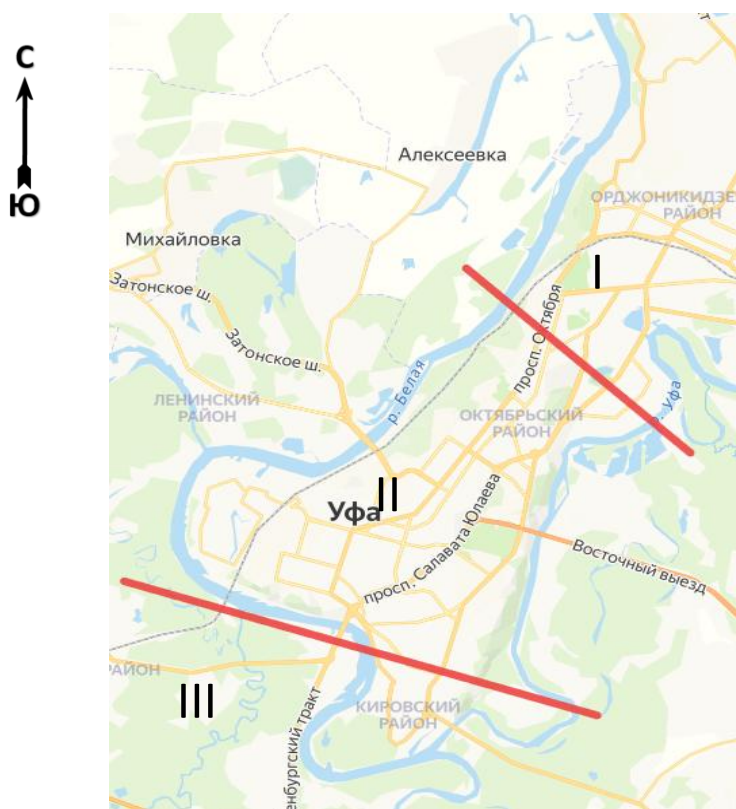 С
Ю
Алексеевка
ОРДЖОНИКИДЗЕ
РАЙОН
Михайловка
I
Затонское ш.
просп. Октября
Затонское ш.
р. Белая
р. Уфа
ЛЕНИНСКИЙ
РАЙОН
ОКТЯБРЬСКИЙ
РАЙОН
II
Уфа
просп. Салавата Юлаева
Восточный выезд
РАЙОН
III
КИРОВСКИЙ
РАЙОН
енбургский тракт